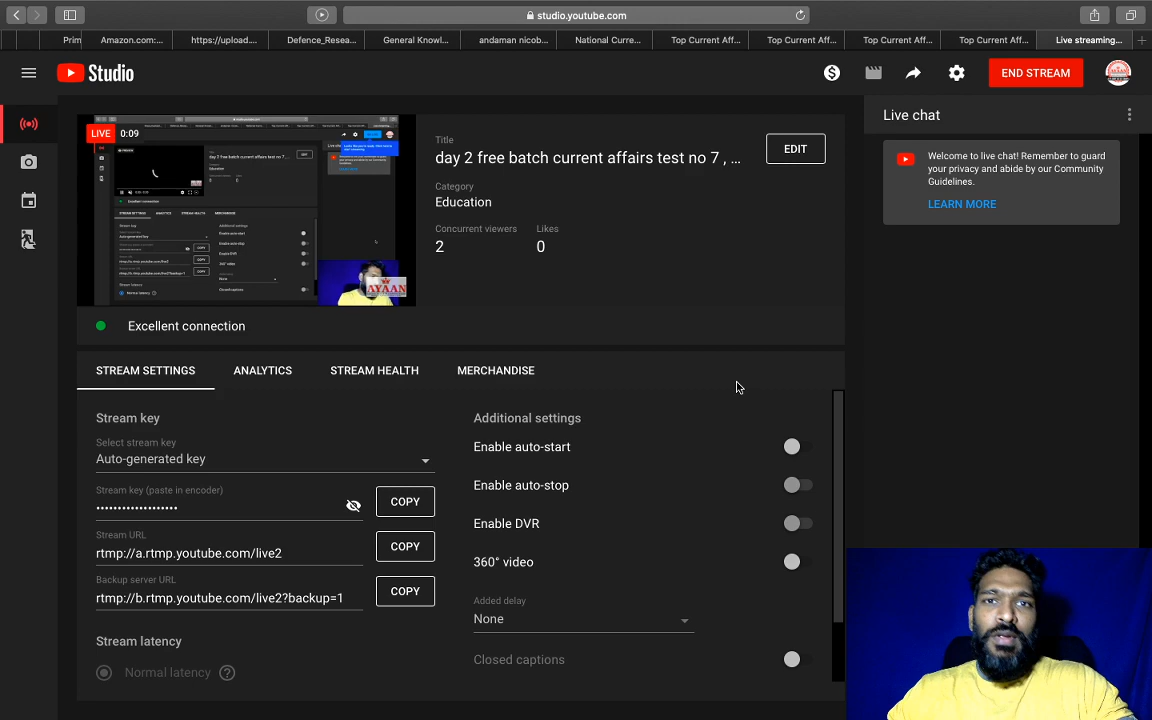 studio.youtube.com
Prim
Amazon.com:...
https://upload....
Defence_Resea...
General Knowl...
andaman nicob...
National Curre...
Top Current Aff...
Top Current Aff...
Top Current Aff...
Top Current Aff...
Live streaming...
Studio
END STREAM
LIVE 0:09
Title
day 2 free batch current affairs test no 7 , ...
EDIT
Category
Education
Concurrent viewers
Likes
2
0
AYAAN
Excellent connection
Live chat
Welcome to live chat! Remember to guard
your privacy and abide by our Community
Guidelines.
LEARN MORE
STREAM SETTINGS
ANALYTICS
STREAM HEALTH
MERCHANDISE
Stream key
Select stream key
Auto-generated key
Stream key (paste in encoder)
••••••••••••••••••••
COPY
Stream URL
rtmp://a.rtmp.youtube.com/live2
COPY
Backup server URL
rtmp://b.rtmp.youtube.com/live2?backup=1
COPY
Stream latency
Normal latency
Additional settings
Enable auto-start
Enable auto-stop
Enable DVR
360° video
Added delay
None
Closed captions